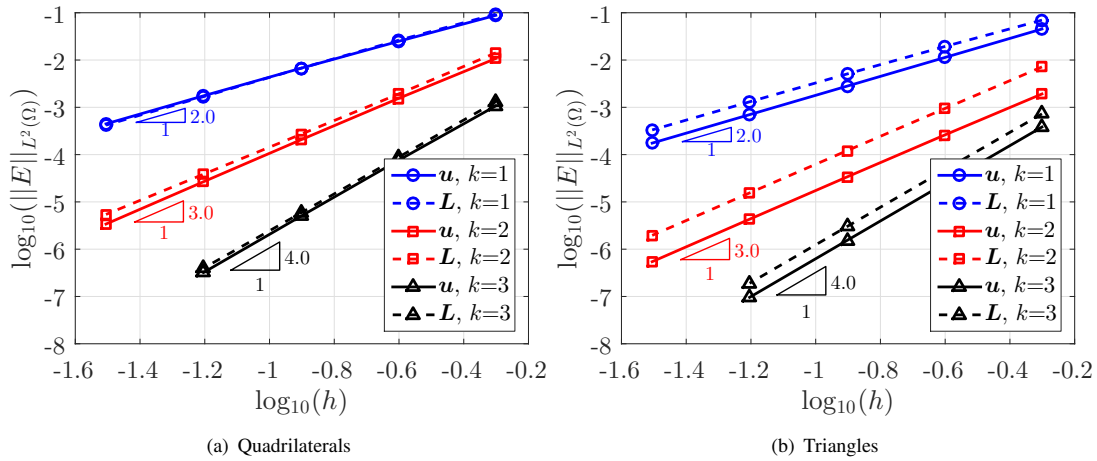 -1
-2
-3
-4
-5
-6
-7
-8
log10(||E||L2(Ω))
2.0
1
3.0
1
4.0
1
u, k=1
L, k=1
u, k=2
L, k=2
u, k=3
L, k=3
-1.6 -1.4 -1.2 -1 -0.8 -0.6 -0.4 -0.2
log10(h)
(a) Quadrilaterals
-1
-2
-3
-4
-5
-6
-7
-8
log10(||E||L2(Ω))
2.0
1
3.0
1
4.0
1
u, k=1
L, k=1
u, k=2
L, k=2
u, k=3
L, k=3
-1.6 -1.4 -1.2 -1 -0.8 -0.6 -0.4 -0.2
log10(h)
(b) Triangles